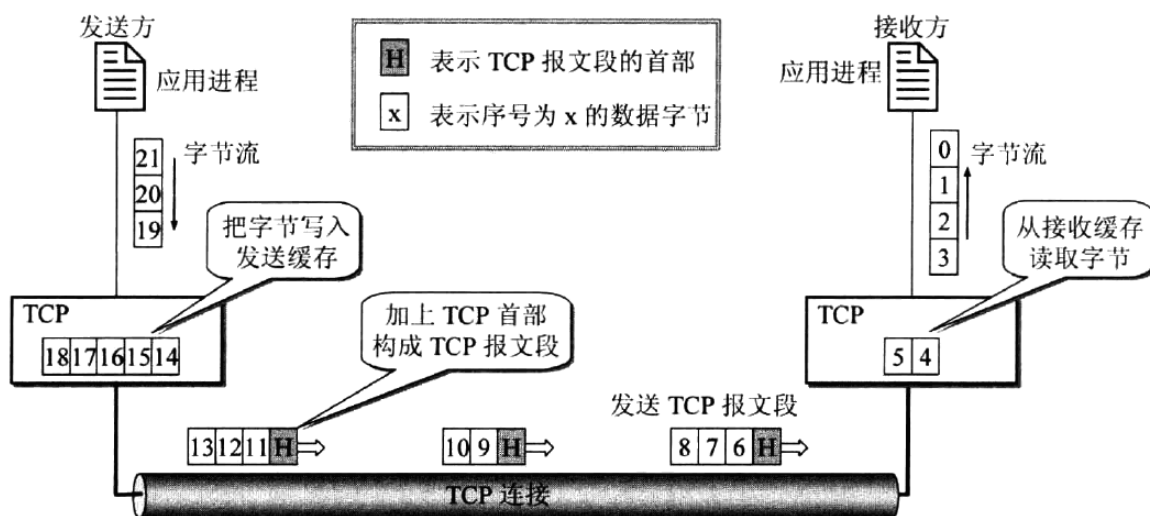 发送方
接收方
应用进程
H 表示 TCP 报文段的首部
x 表示序号为 x 的数据字节
应用进程
21
20
19
字节流
0
1
2
3
字节流
把字节写入
发送缓存
从接收缓存
读取字节
TCP
18 17 16 15 14
加上 TCP 首部
构成 TCP 报文段
TCP
5 4
发送 TCP 报文段
13 12 11 H
10 9 H
8 7 6 H
TCP 连接